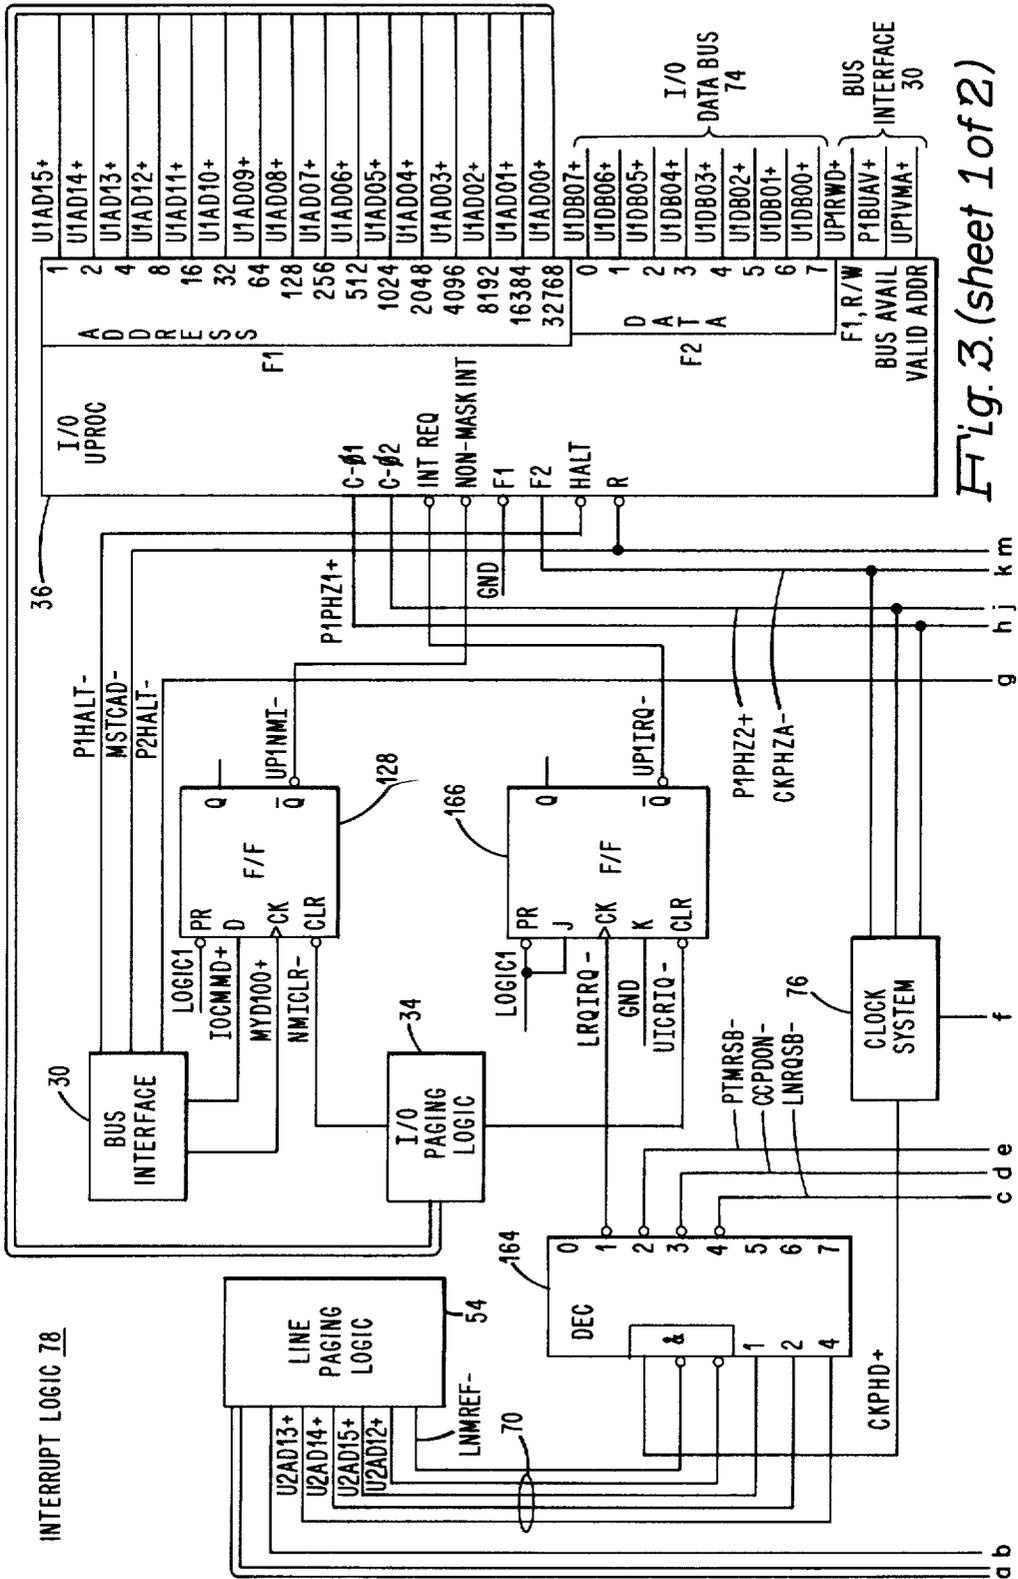 INTERRUPT LOGIC 78
I/O
UPROC
36
ADDRESS
F1
1
2
4
8
16
32
64
128
256
512
1024
2048
4096
8192
16384
32768
U1AD15+
U1AD14+
U1AD13+
U1AD12+
U1AD11+
U1AD10+
U1AD09+
U1AD08+
U1AD07+
U1AD06+
U1AD05+
U1AD04+
U1AD03+
U1AD02+
U1AD01+
U1AD00+
DATA
F2
0
1
2
3
4
5
6
7
U1DB07+
U1DB06+
U1DB05+
U1DB04+
U1DB03+
U1DB02+
U1DB01+
U1DB00+
I/O
DATA BUS
74
F1, R/W
BUS AVAIL
VALID ADDR
UP1RWD+
P1BUAV+
UP1VMA+
BUS
INTERFACE
30
C-Ø1
C-Ø2
INT REQ
NON-MASK INT
F1
F2
HALT
R
P1PHZ1+
GND
P1HALT-
MSTCAD-
P2HALT-
30
BUS
INTERFACE
LOGIC1
IOCMMD+
MYD100+
NMICLR-
PR
D
CK
CLR
F/F
Q
Q̅
128
UP1NMI-
34
I/O
PAGING
LOGIC
LOGIC1
LRQIRQ-
GND
UICRIQ-
PR
J
CK
K
CLR
F/F
Q
Q̅
166
UP1IRQ-
P1PHZ2+
CKPHZA-
LINE
PAGING
LOGIC
54
U2AD13+
U2AD14+
U2AD15+
U2AD12+
LNMREF-
70
164
DEC
&
1
2
4
0
1
2
3
4
5
6
7
PTMRSB-
CCPDON-
LNRQSB-
76
CLOCK
SYSTEM
CKPHD+
a b c d e f g h j k m
Fig. 3. (sheet 1 of 2)